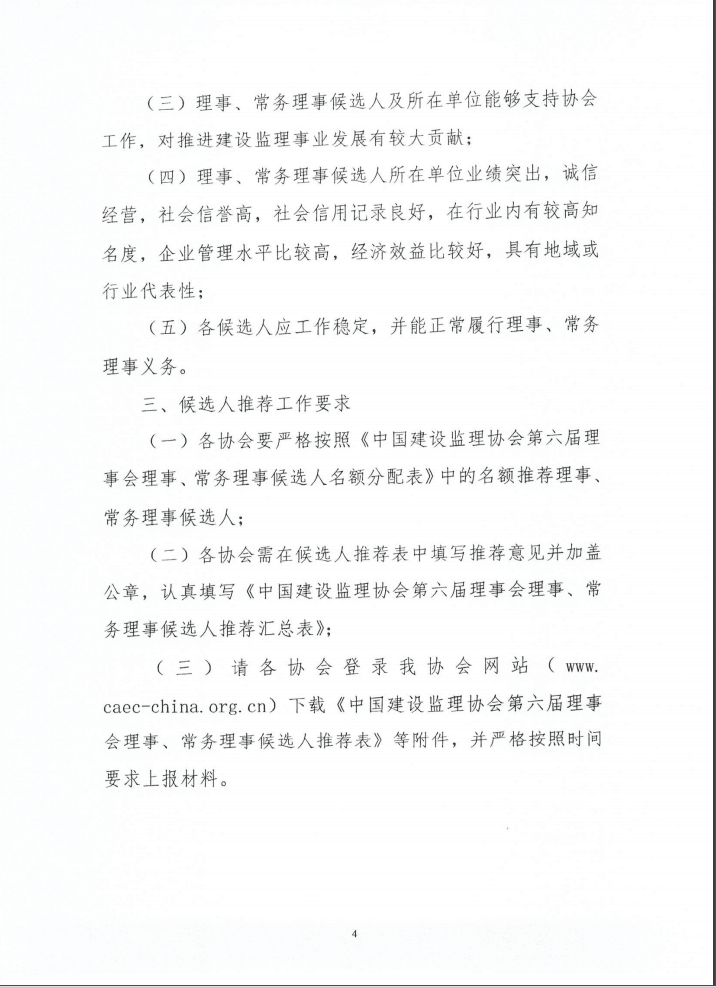 （三）理事、常务理事候选人及所在单位能够支持协会
工作，对推进建设监理事业发展有较大贡献；
（四）理事、常务理事候选人所在单位业绩突出，诚信
经营，社会信誉高，社会信用记录良好，在行业内有较高知
名度，企业管理水平比较高，经济效益比较好，具有地域或
行业代表性；
（五）各候选人应工作稳定，并能正常履行理事、常务
理事义务。
三、候选人推荐工作要求
（一）各协会要严格按照《中国建设监理协会第六届理
事会理事、常务理事候选人名额分配表》中的名额推荐理事、
常务理事候选人；
（二）各协会需在候选人推荐表中填写推荐意见并加盖
公章，认真填写《中国建设监理协会第六届理事会理事、常
务理事候选人推荐汇总表》；
（三）请各协会登录我协会网站（www.
caec-china.org.cn）下载《中国建设监理协会第六届理事
会理事、常务理事候选人推荐表》等附件，并严格按照时间
要求上报材料。
4